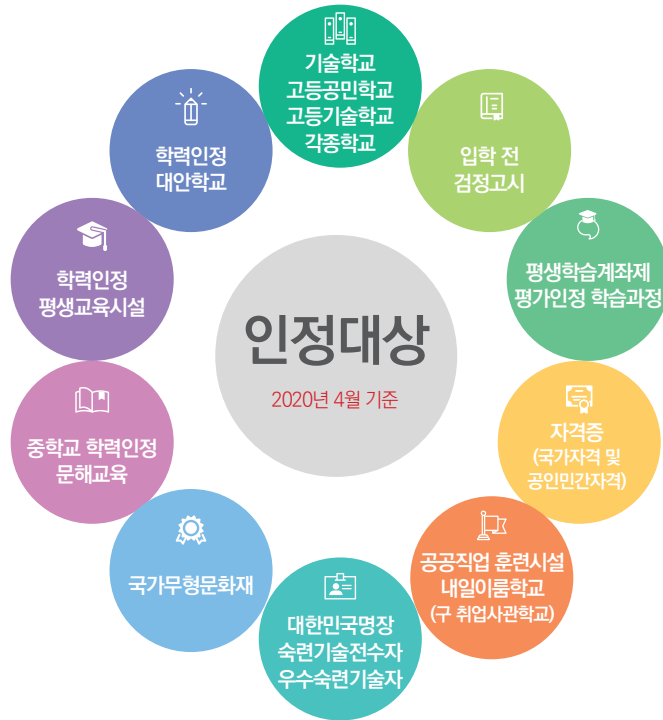 인정대상
2020년 4월 기준
기술학교
고등공민학교
고등기술학교
각종학교
입학 전
검정고시
평생학습계좌제
평가인정 학습과정
자격증
(국가자격 및
공인민간자격)
공공직업 훈련시설
내일이룸학교
(구 취업사관학교)
대한민국명장
숙련기술전수자
우수숙련기술자
국가무형문화재
중학교 학력인정
문해교육
학력인정
평생교육시설
학력인정
대안학교